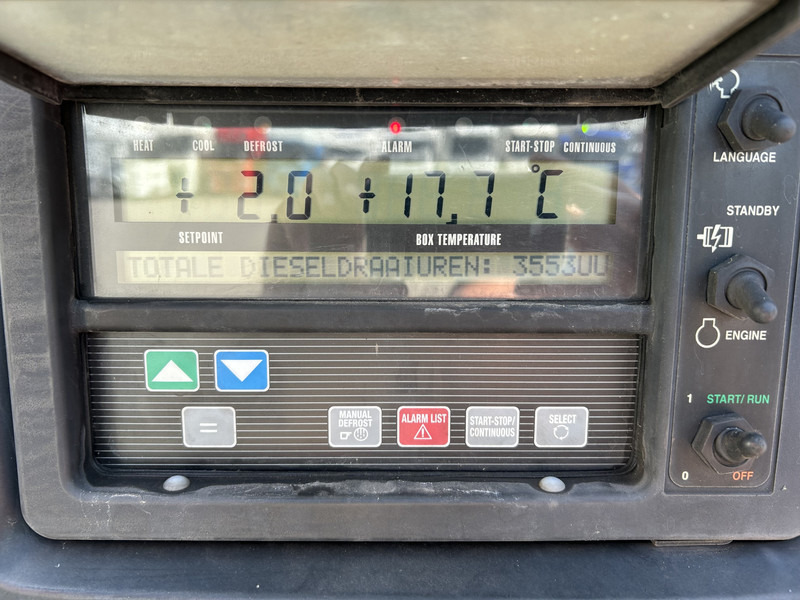 HEAT COOL DEFROST ALARM START-STOP CONTINUOUS
+ 2,0 +17,7 °C
SETPOINT BOX TEMPERATURE
TOTALE DIESELDRAAIUREN: 3553UU
MANUAL DEFROST
ALARM LIST
START-STOP/
CONTINUOUS
SELECT
=
LANGUAGE
STANDBY
ENGINE
1 START/RUN
0 OFF